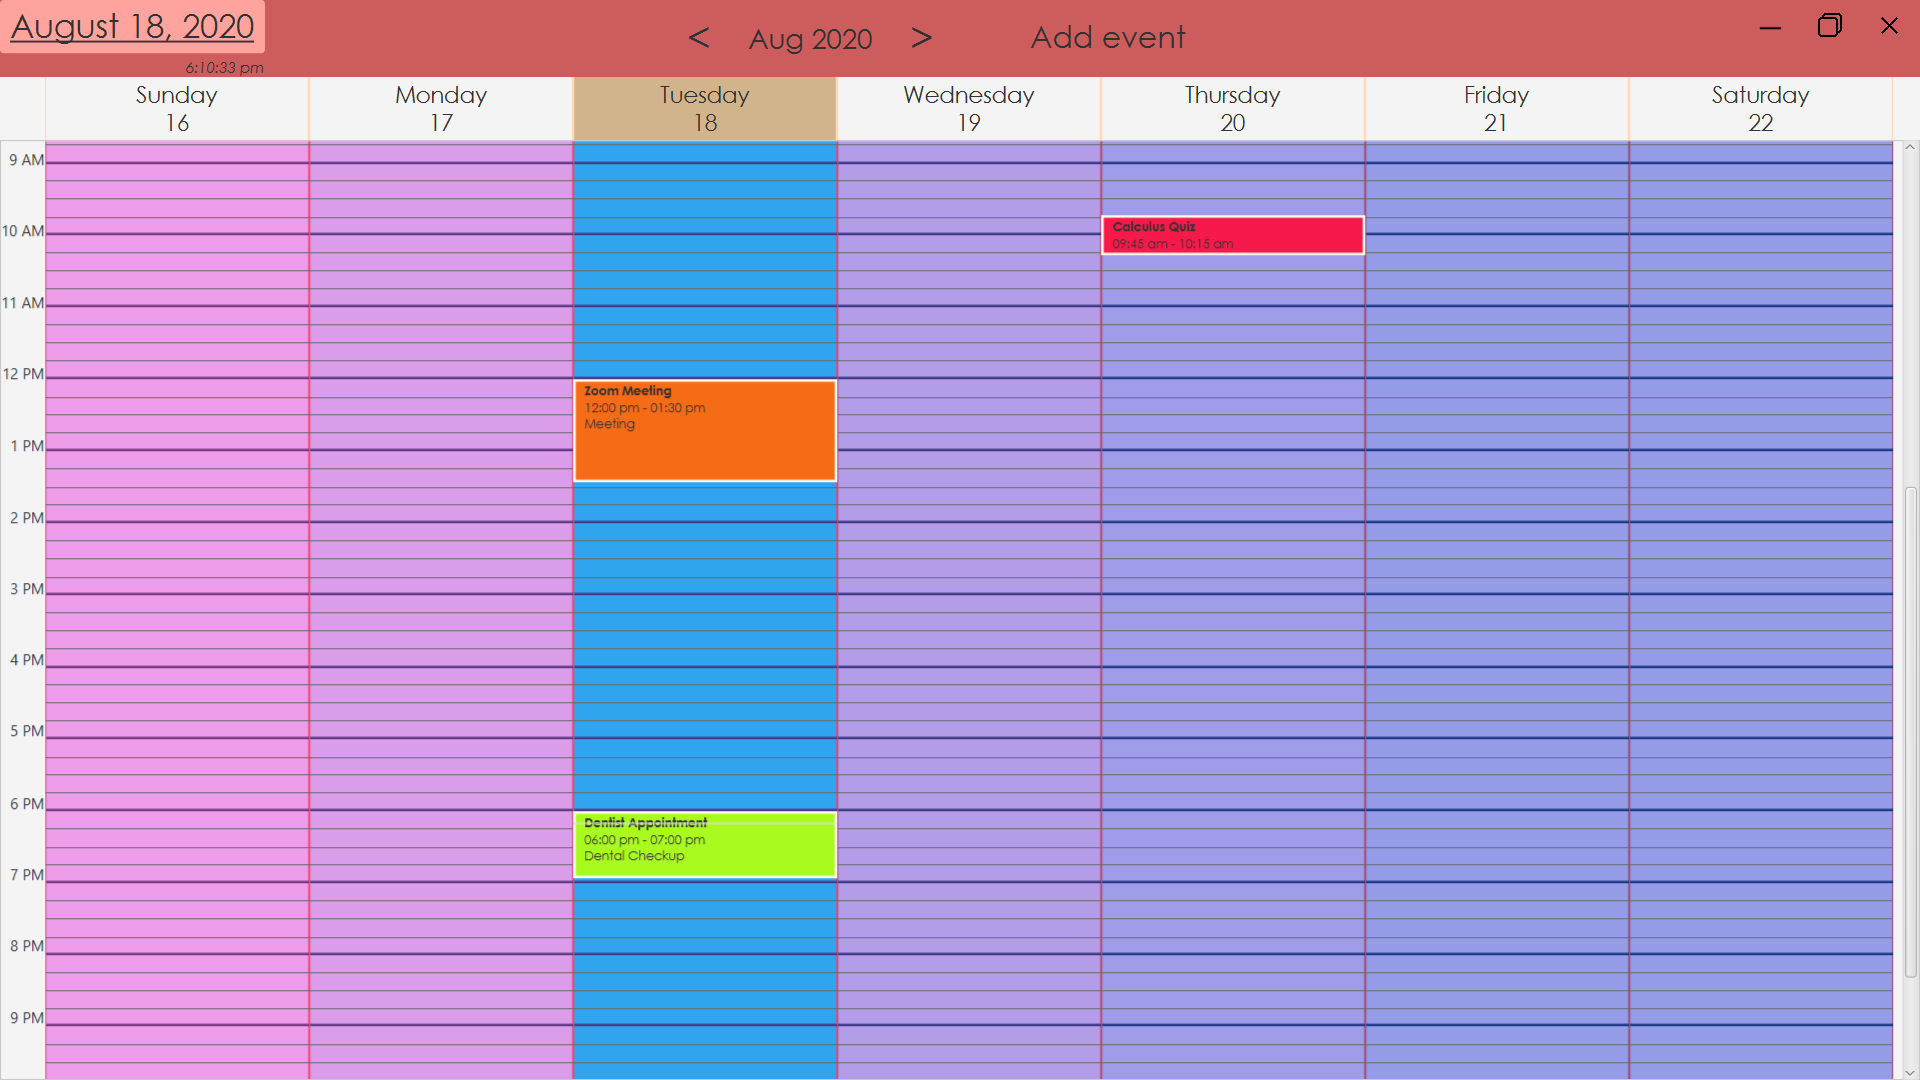 August 18, 2020
6:10:33 pm
< Aug 2020 >
Add event
Sunday
16
Monday
17
Tuesday
18
Wednesday
19
Thursday
20
Friday
21
Saturday
22
9 AM
10 AM
11 AM
12 PM
1 PM
2 PM
3 PM
4 PM
5 PM
6 PM
7 PM
8 PM
9 PM
Calculus Quiz
09:45 am - 10:15 am
Zoom Meeting
12:00 pm - 01:30 pm
Meeting
Dentist Appointment
06:00 pm - 07:00 pm
Dental Checkup